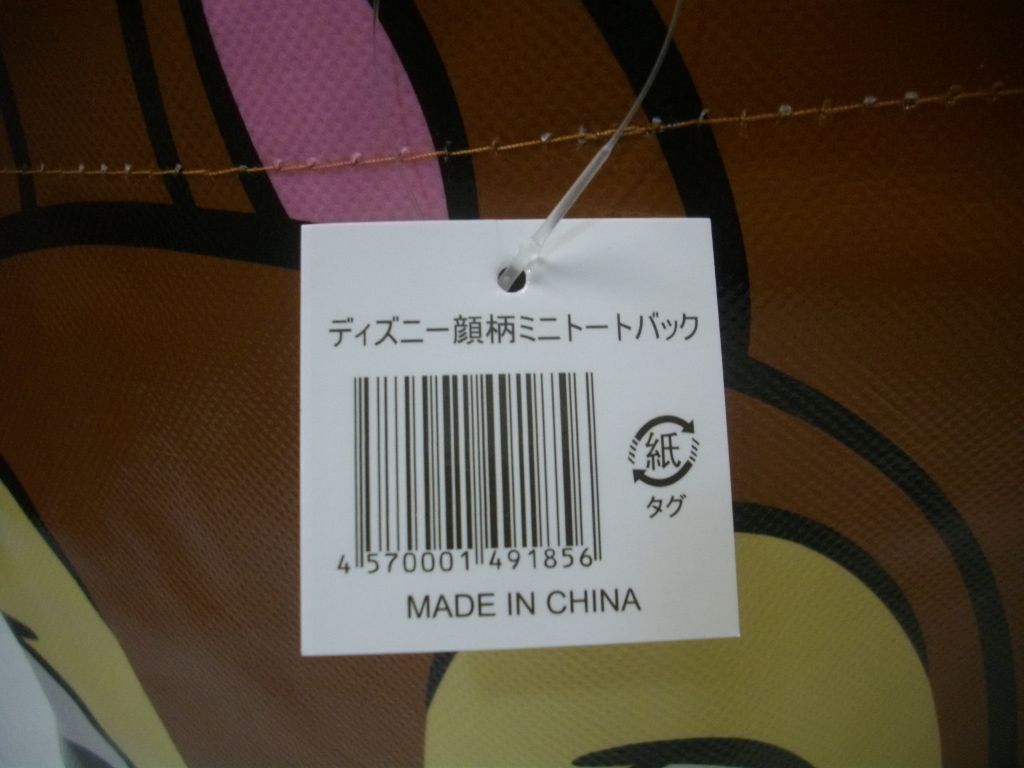 ディズニー顔柄ミニトートバック
紙
タグ
4 570001 491856
MADE IN CHINA